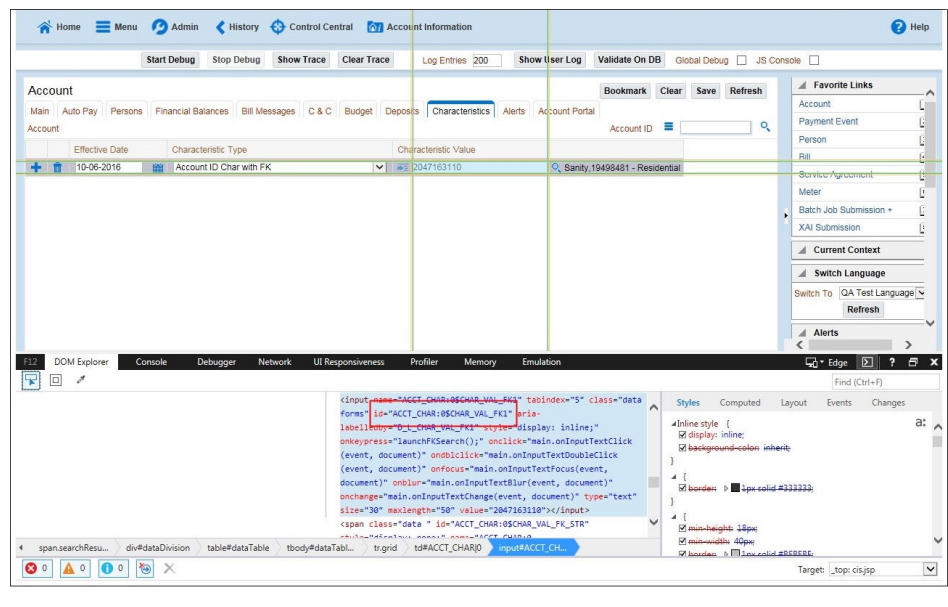 Home Menu Admin History Control Central Account Information Help
Start Debug Stop Debug Show Trace Clear Trace Log Entries 200 Show User Log Validate On DB Global Debug JS Console
Account Bookmark Clear Save Refresh
Main Auto Pay Persons Financial Balances Bill Messages C & C Budget Deposits Characteristics Alerts Account Portal
Account Account ID
Effective Date Characteristic Type Characteristic Value
10-06-2016 Account ID Char with FK 2047163110 Sanity,19498481 - Residential
Favorite Links
Account
Payment Event
Person
Bill
Service Agreement
Meter
Batch Job Submission +
XAI Submission
Current Context
Switch Language
Switch To QA Test Language
Refresh
Alerts
F12 DOM Explorer Console Debugger Network UI Responsiveness Profiler Memory Emulation Edge ?
Find (Ctrl+F)
<input name="ACCT_CHAR:0$CHAR_VAL_FK1" tabindex="5" class="data
forms" id="ACCT_CHAR:0$CHAR_VAL_FK1" aria-
labelledby="D_L_CHAR_VAL_FK1" style="display: inline;"
onkeypress="launchFKSearch();" onclick="main.onInputTextClick
(event, document)" ondblclick="main.onInputTextDoubleClick
(event, document)" onfocus="main.onInputTextFocus(event,
document)" onblur="main.onInputTextBlur(event, document)"
onchange="main.onInputTextChange(event, document)" type="text"
size="30" maxlength="50" value="2047163110"></input>
<span class="data " id="ACCT_CHAR:0$CHAR_VAL_FK_STR"
style="display: none;" name="ACCT_CHAR:0
Styles Computed Layout Events Changes
Inline style { a:
display: inline;
background-color: inherit;
}
{
border: 1px solid #333333;
}
{
min-height: 18px;
min-width: 40px;
border: 1px solid #BEBEBE;
span.searchResu... div#dataDivision table#dataTable tbody#dataTabl... tr.grid td#ACCT_CHAR|0 input#ACCT_CH...
0 0 0 Target: _top: cis.jsp